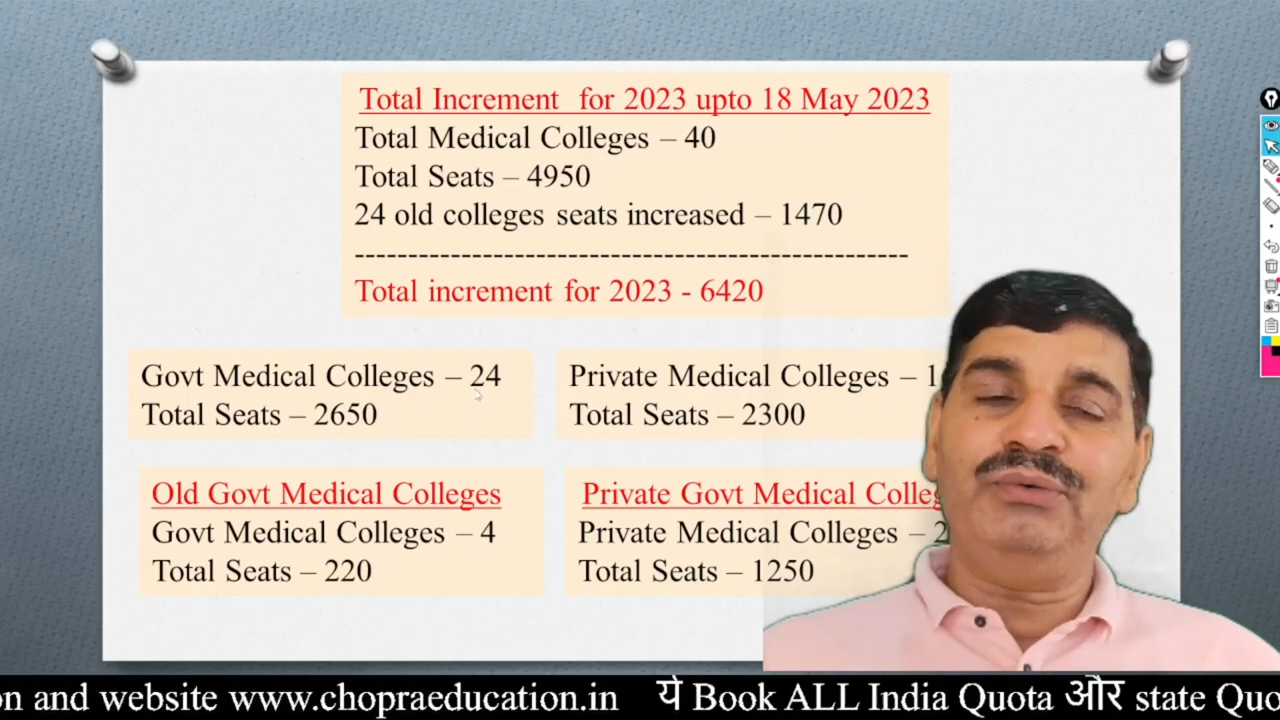 Total Increment for 2023 upto 18 May 2023
Total Medical Colleges – 40
Total Seats – 4950
24 old colleges seats increased – 1470
-------------------------------------------------
Total increment for 2023 - 6420
Govt Medical Colleges – 24
Total Seats – 2650
Private Medical Colleges –
Total Seats – 2300
Old Govt Medical Colleges
Govt Medical Colleges – 4
Total Seats – 220
Private Govt Medical
Private Medical Colleges –
Total Seats – 1250
and website www.chopraeducation.in ये Book ALL India Quota और state